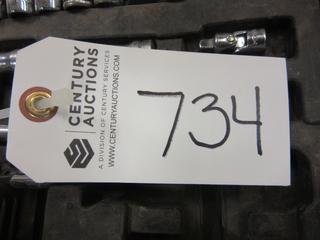 CENTURY
AUCTIONS
A DIVISION OF CENTURY SERVICES
WWW.CENTURYAUCTIONS.COM
734